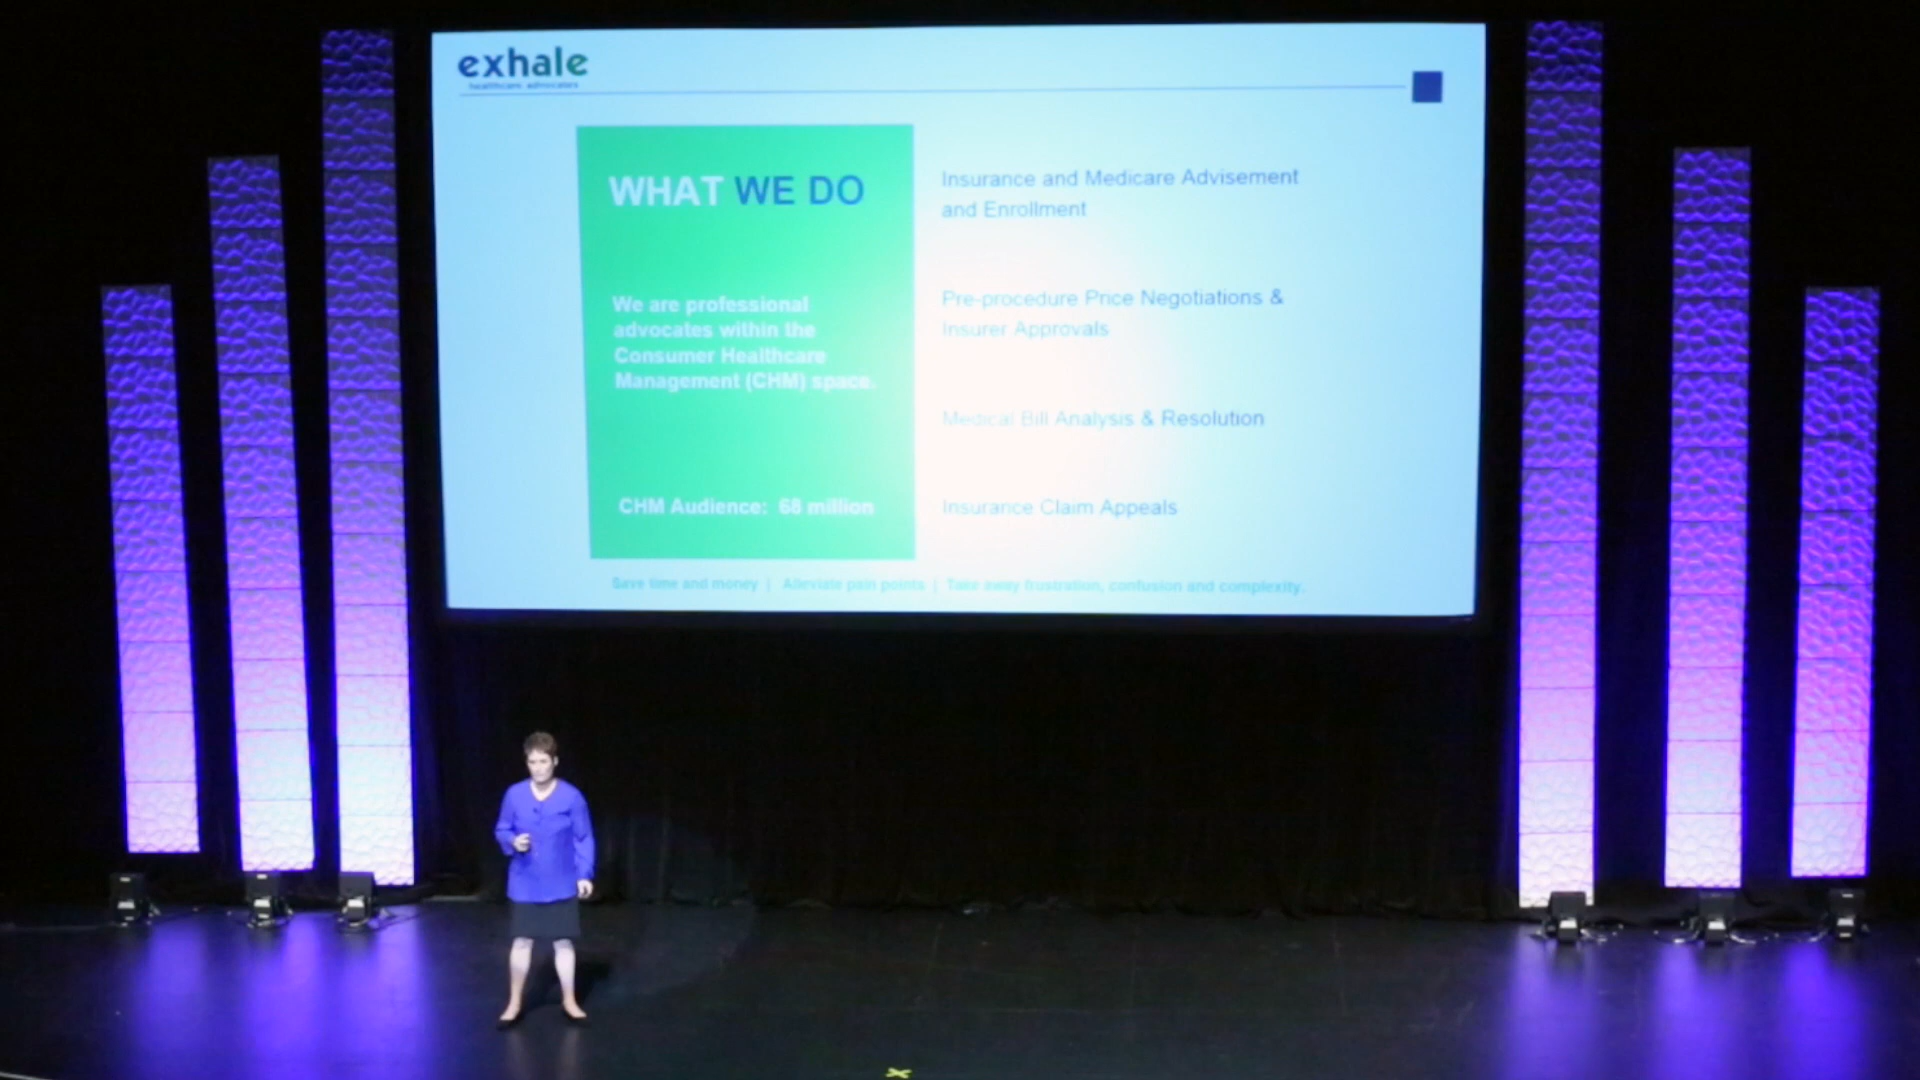 exhale
healthcare advocates
WHAT WE DO
We are professional
advocates within the
Consumer Healthcare
Management (CHM) space.
CHM Audience: 68 million
Insurance and Medicare Advisement
and Enrollment
Pre-procedure Price Negotiations &
Insurer Approvals
Medical Bill Analysis & Resolution
Insurance Claim Appeals
Save time and money | Alleviate pain points | Take away frustration, confusion and complexity.